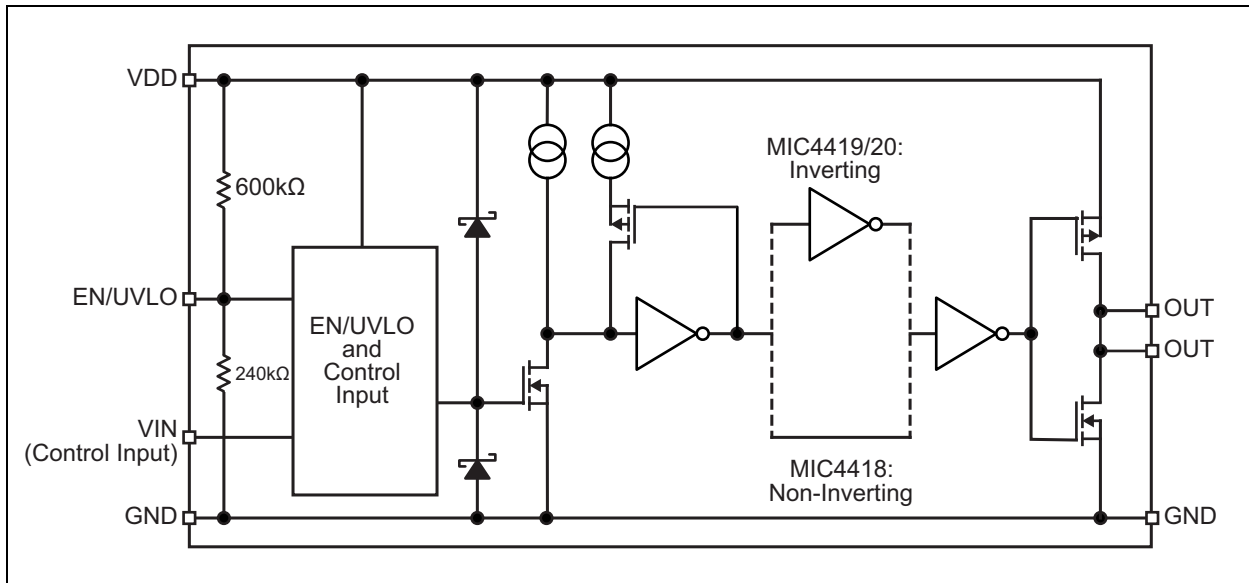 VDD
600kΩ
EN/UVLO
240kΩ
VIN
(Control Input)
GND
EN/UVLO
and
Control
Input
MIC4419/20:
Inverting
MIC4418:
Non-Inverting
OUT
OUT
GND